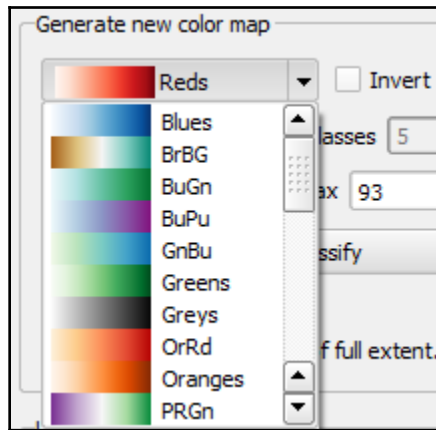 Generate new color map
Reds
Invert
Blues
BrBG
lasses 5
BuGn
BuPu
ax 93
GnBu
ssify
Greens
Greys
OrRd
f full extent.
Oranges
PRGn